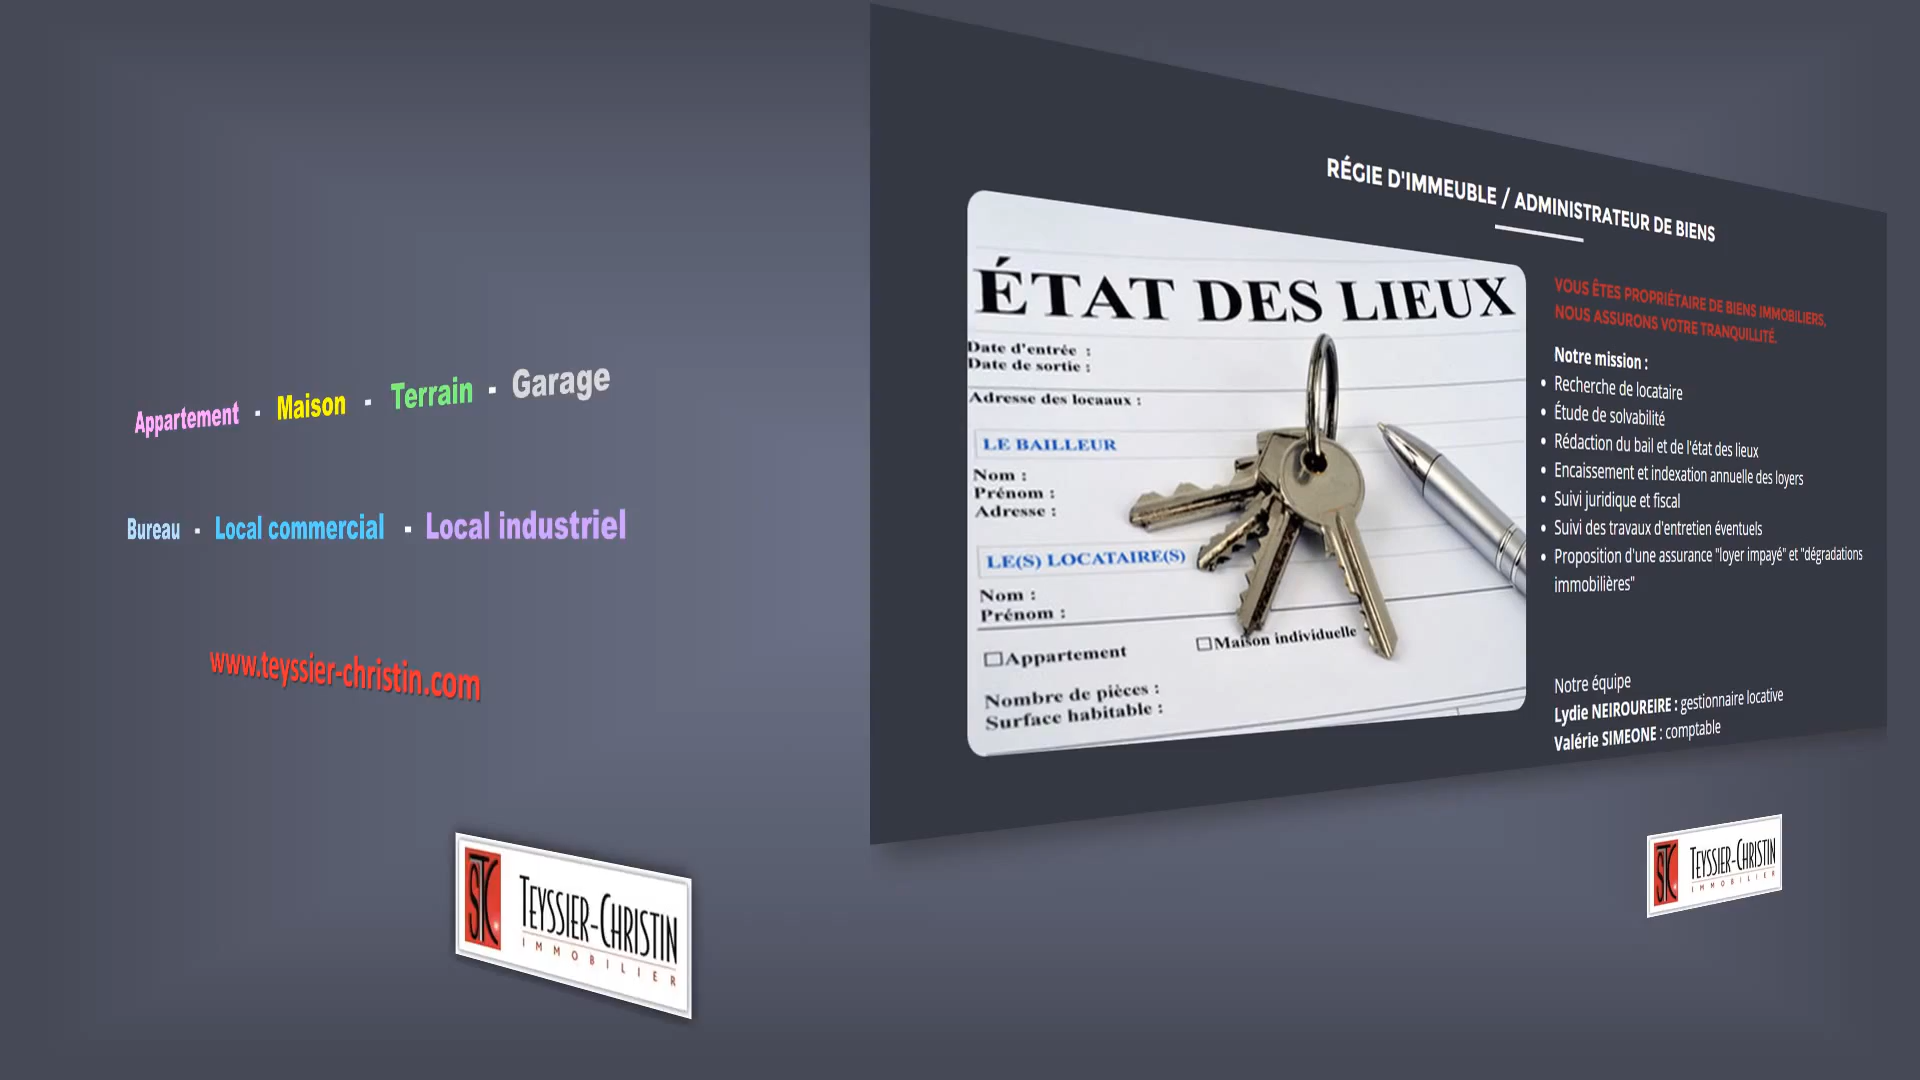 Appartement - Maison - Terrain - Garage
Bureau - Local commercial - Local industriel
www.teyssier-christin.com
STC
TEYSSIER-CHRISTIN
IMMOBILIER
RÉGIE D'IMMEUBLE / ADMINISTRATEUR DE BIENS
ÉTAT DES LIEUX
Date d'entrée :
Date de sortie :
Adresse des locaaux :
LE BAILLEUR
Nom :
Prénom :
Adresse :
LE(S) LOCATAIRE(S)
Nom :
Prénom :
Appartement
Maison individuelle
Nombre de pièces :
Surface habitable :
VOUS ÊTES PROPRIÉTAIRE DE BIENS IMMOBILIERS,
NOUS ASSURONS VOTRE TRANQUILLITÉ.
Notre mission :
• Recherche de locataire
• Étude de solvabilité
• Rédaction du bail et de l'état des lieux
• Encaissement et indexation annuelle des loyers
• Suivi juridique et fiscal
• Suivi des travaux d'entretien éventuels
• Proposition d'une assurance "loyer impayé" et "dégradations
immobilières"
Notre équipe
Lydie NEIROUREIRE : gestionnaire locative
Valérie SIMEONE : comptable
STC
TEYSSIER-CHRISTIN
IMMOBILIER